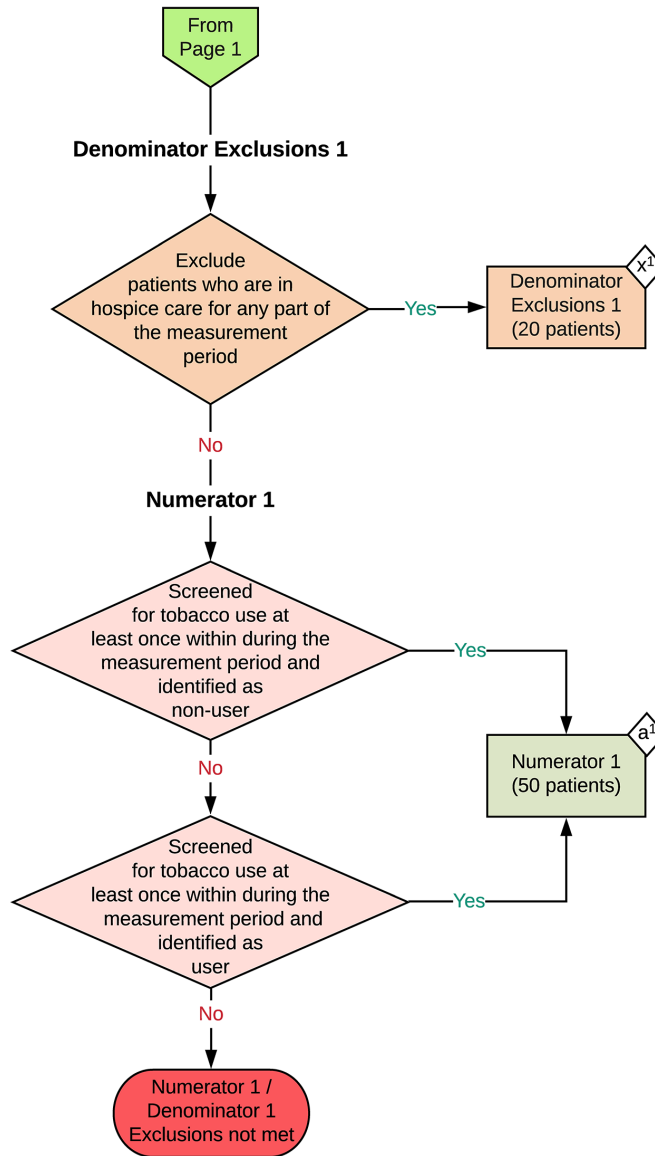 From
Page 1
Denominator Exclusions 1
Exclude
patients who are in
hospice care for any part of
the measurement
period
Yes
x¹
Denominator
Exclusions 1
(20 patients)
No
Numerator 1
Screened
for tobacco use at
least once within during the
measurement period and
identified as
non-user
Yes
a¹
Numerator 1
(50 patients)
No
Screened
for tobacco use at
least once within during the
measurement period and
identified as
user
Yes
No
Numerator 1 /
Denominator 1
Exclusions not met